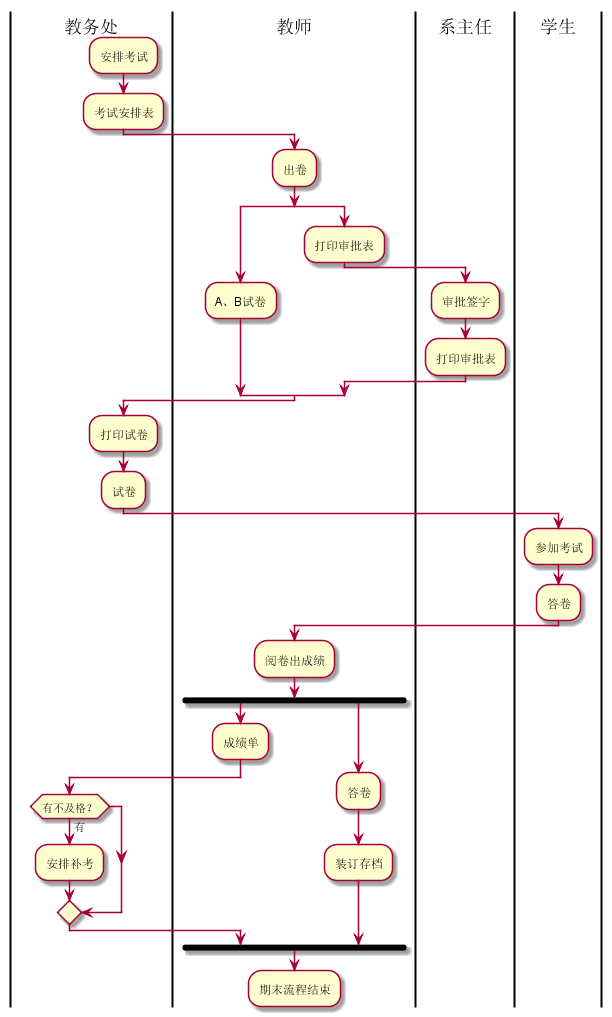 教务处
教师
系主任
学生
安排考试
考试安排表
出卷
打印审批表
A、B试卷
审批签字
打印审批表
打印试卷
试卷
参加考试
答卷
阅卷出成绩
成绩单
答卷
有不及格？
有
安排补考
装订存档
期末流程结束